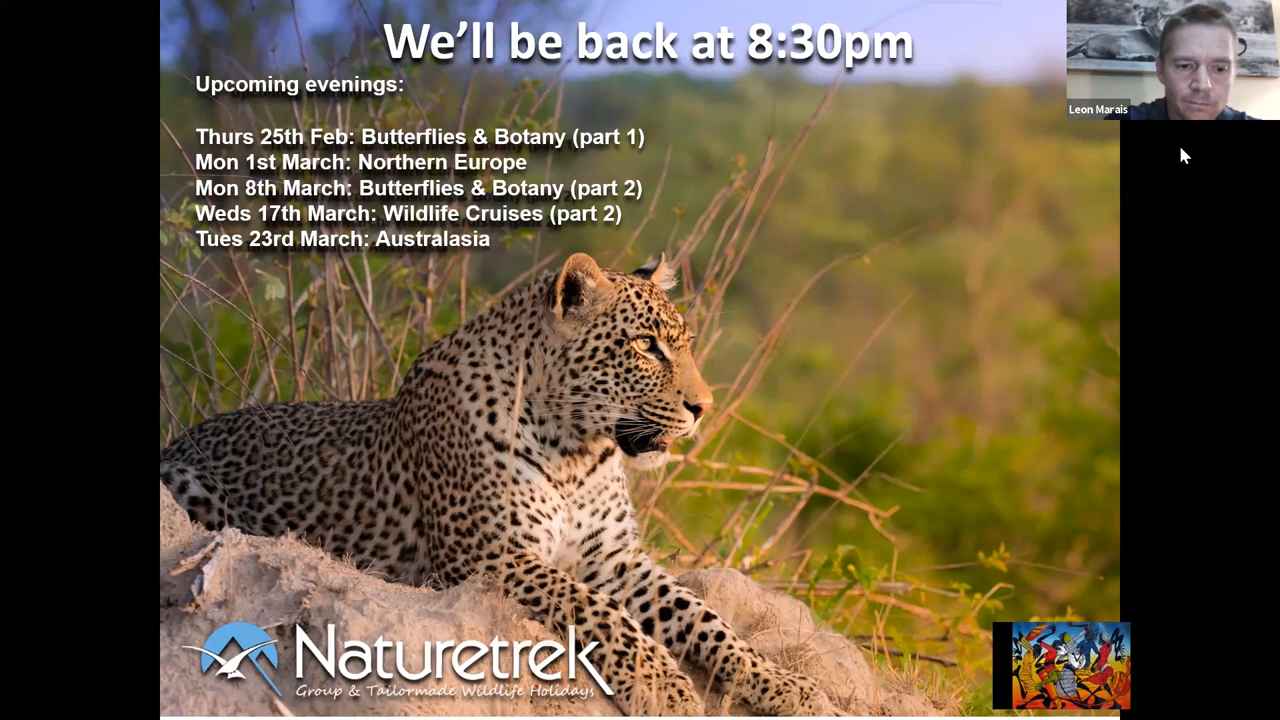 We'll be back at 8:30pm
Leon Marais
Upcoming evenings:
Thurs 25th Feb: Butterflies & Botany (part 1)
Mon 1st March: Northern Europe
Mon 8th March: Butterflies & Botany (part 2)
Weds 17th March: Wildlife Cruises (part 2)
Tues 23rd March: Australasia
Naturetrek
Group & Tailormade Wildlife Holidays